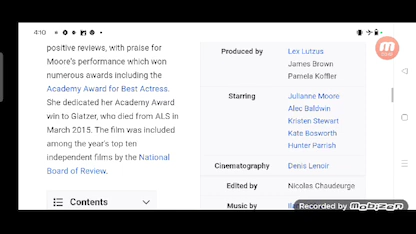 4:10
positive reviews, with praise for
Moore's performance which won
numerous awards including the
Academy Award for Best Actress.
She dedicated her Academy Award
win to Glatzer, who died from ALS in
March 2015. The film was included
among the year's top ten
independent films by the National
Board of Review.
Contents
Produced by Lex Lutzus
James Brown
Pamela Koffler
Starring Julianne Moore
Alec Baldwin
Kristen Stewart
Kate Bosworth
Hunter Parrish
Cinematography Denis Lenoir
Edited by Nicolas Chaudeurge
Music by
Recorded by Mobizen